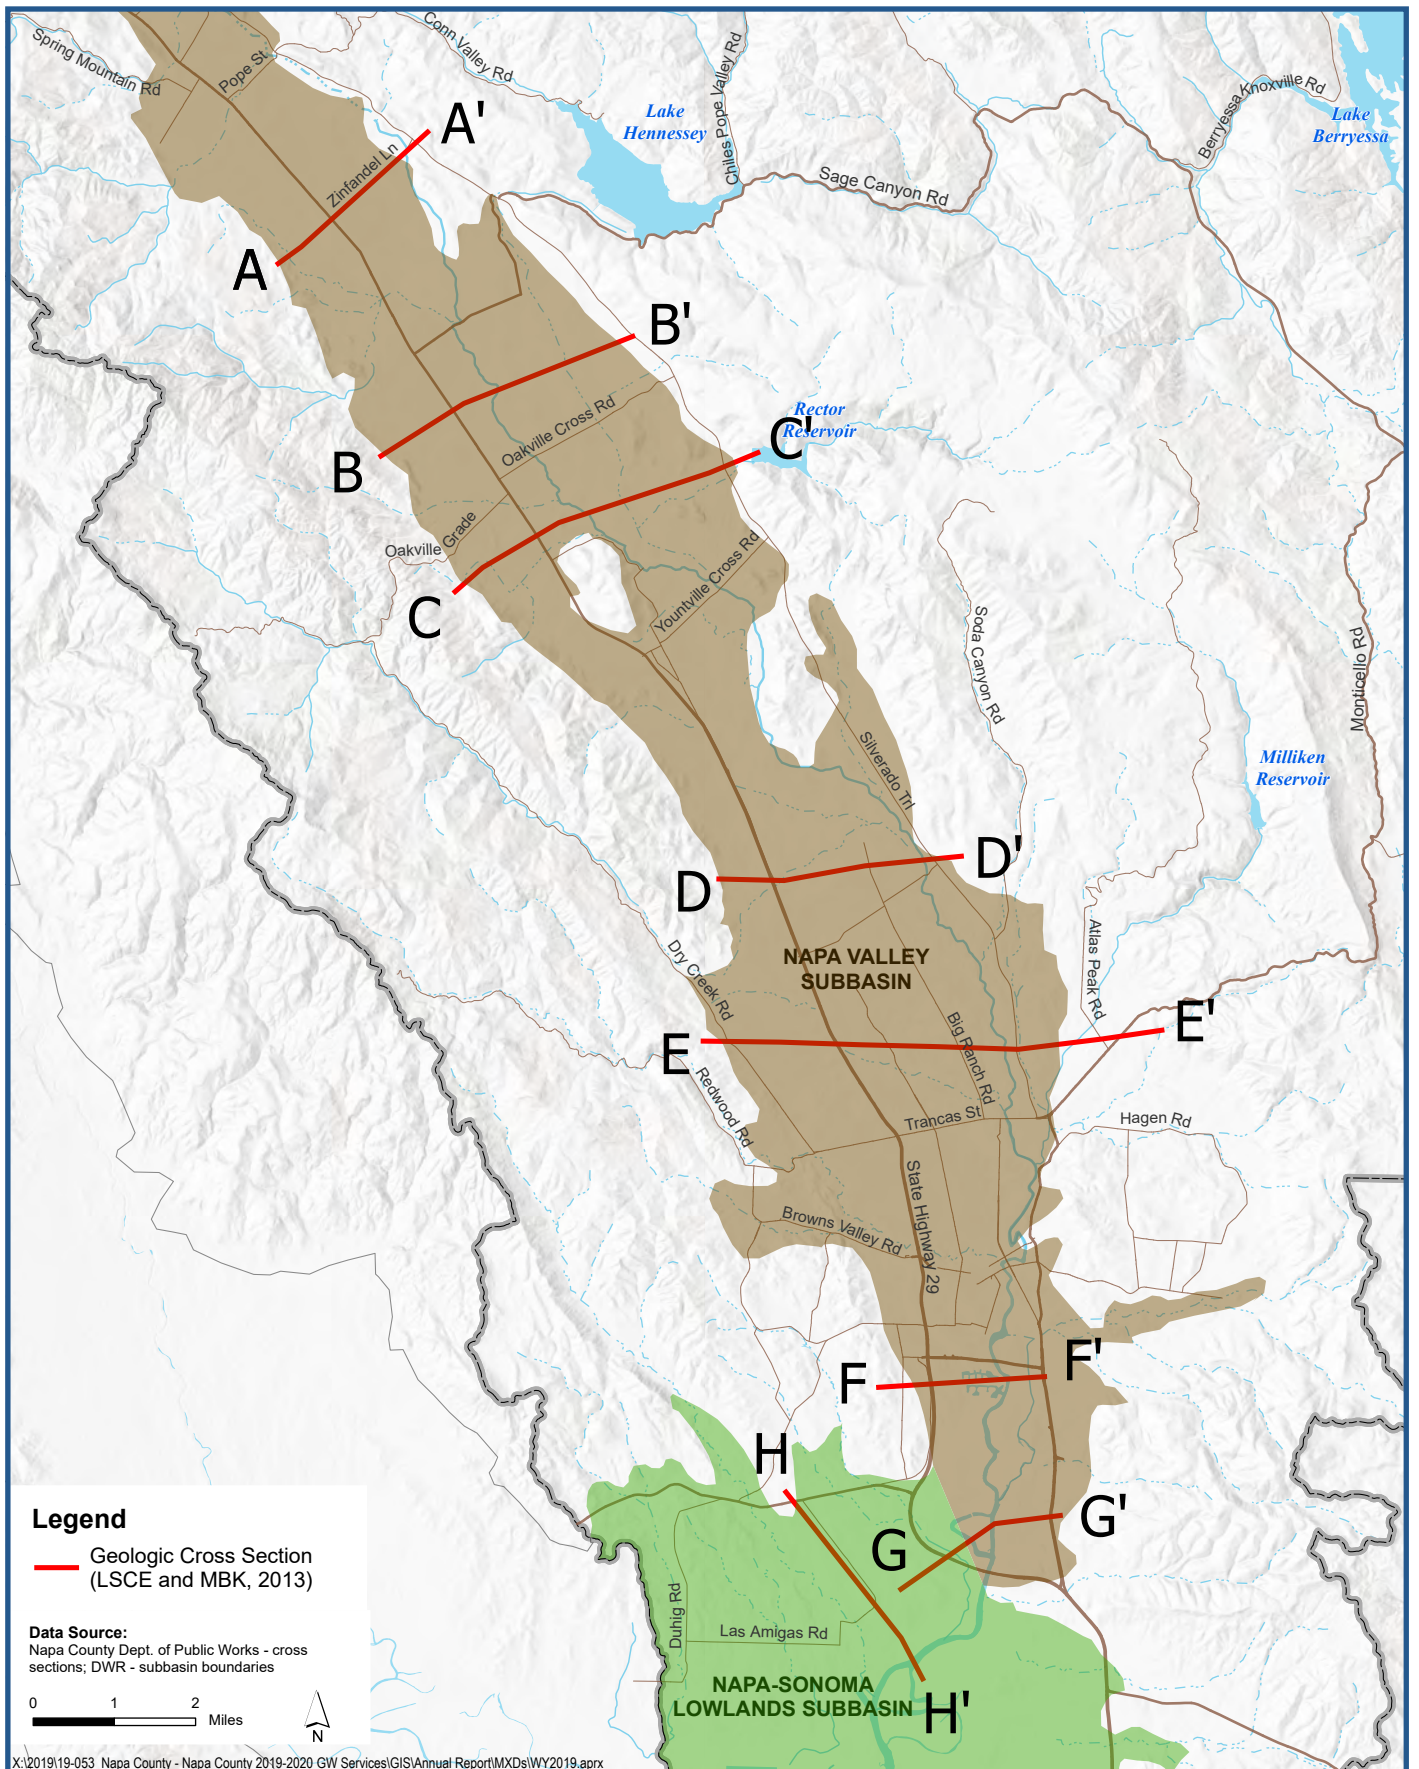 Spring Mountain Rd
Pope St.
Conn Valley Rd
Chiles Pope Valley Rd
Lake
Hennessey
Berryessa Knoxville Rd
Lake
Berryessa
A'
Zinfandel Ln
Sage Canyon Rd
A
B'
Oakville Cross Rd
Rector
Reservoir
C'
B
Oakville Grade
Yountville Cross Rd
C
Soda Canyon Rd
Monticello Rd
Silverado Trl
Milliken
Reservoir
D'
D
Dry Creek Rd
NAPA VALLEY
SUBBASIN
Atlas Peak Rd
E'
E
Big Ranch Rd
Redwood Rd
Trancas St
Hagen Rd
State Highway 29
Browns Valley Rd
F'
F
H
G'
G
Duhig Rd
Las Amigas Rd
NAPA-SONOMA
LOWLANDS SUBBASIN
H'
Legend
Geologic Cross Section
(LSCE and MBK, 2013)
Data Source:
Napa County Dept. of Public Works - cross
sections; DWR - subbasin boundaries
0 1 2
Miles
N
X:\2019\19-053 Napa County - Napa County 2019-2020 GW Services\GIS\Annual Report\MXDs\WY2019.aprx